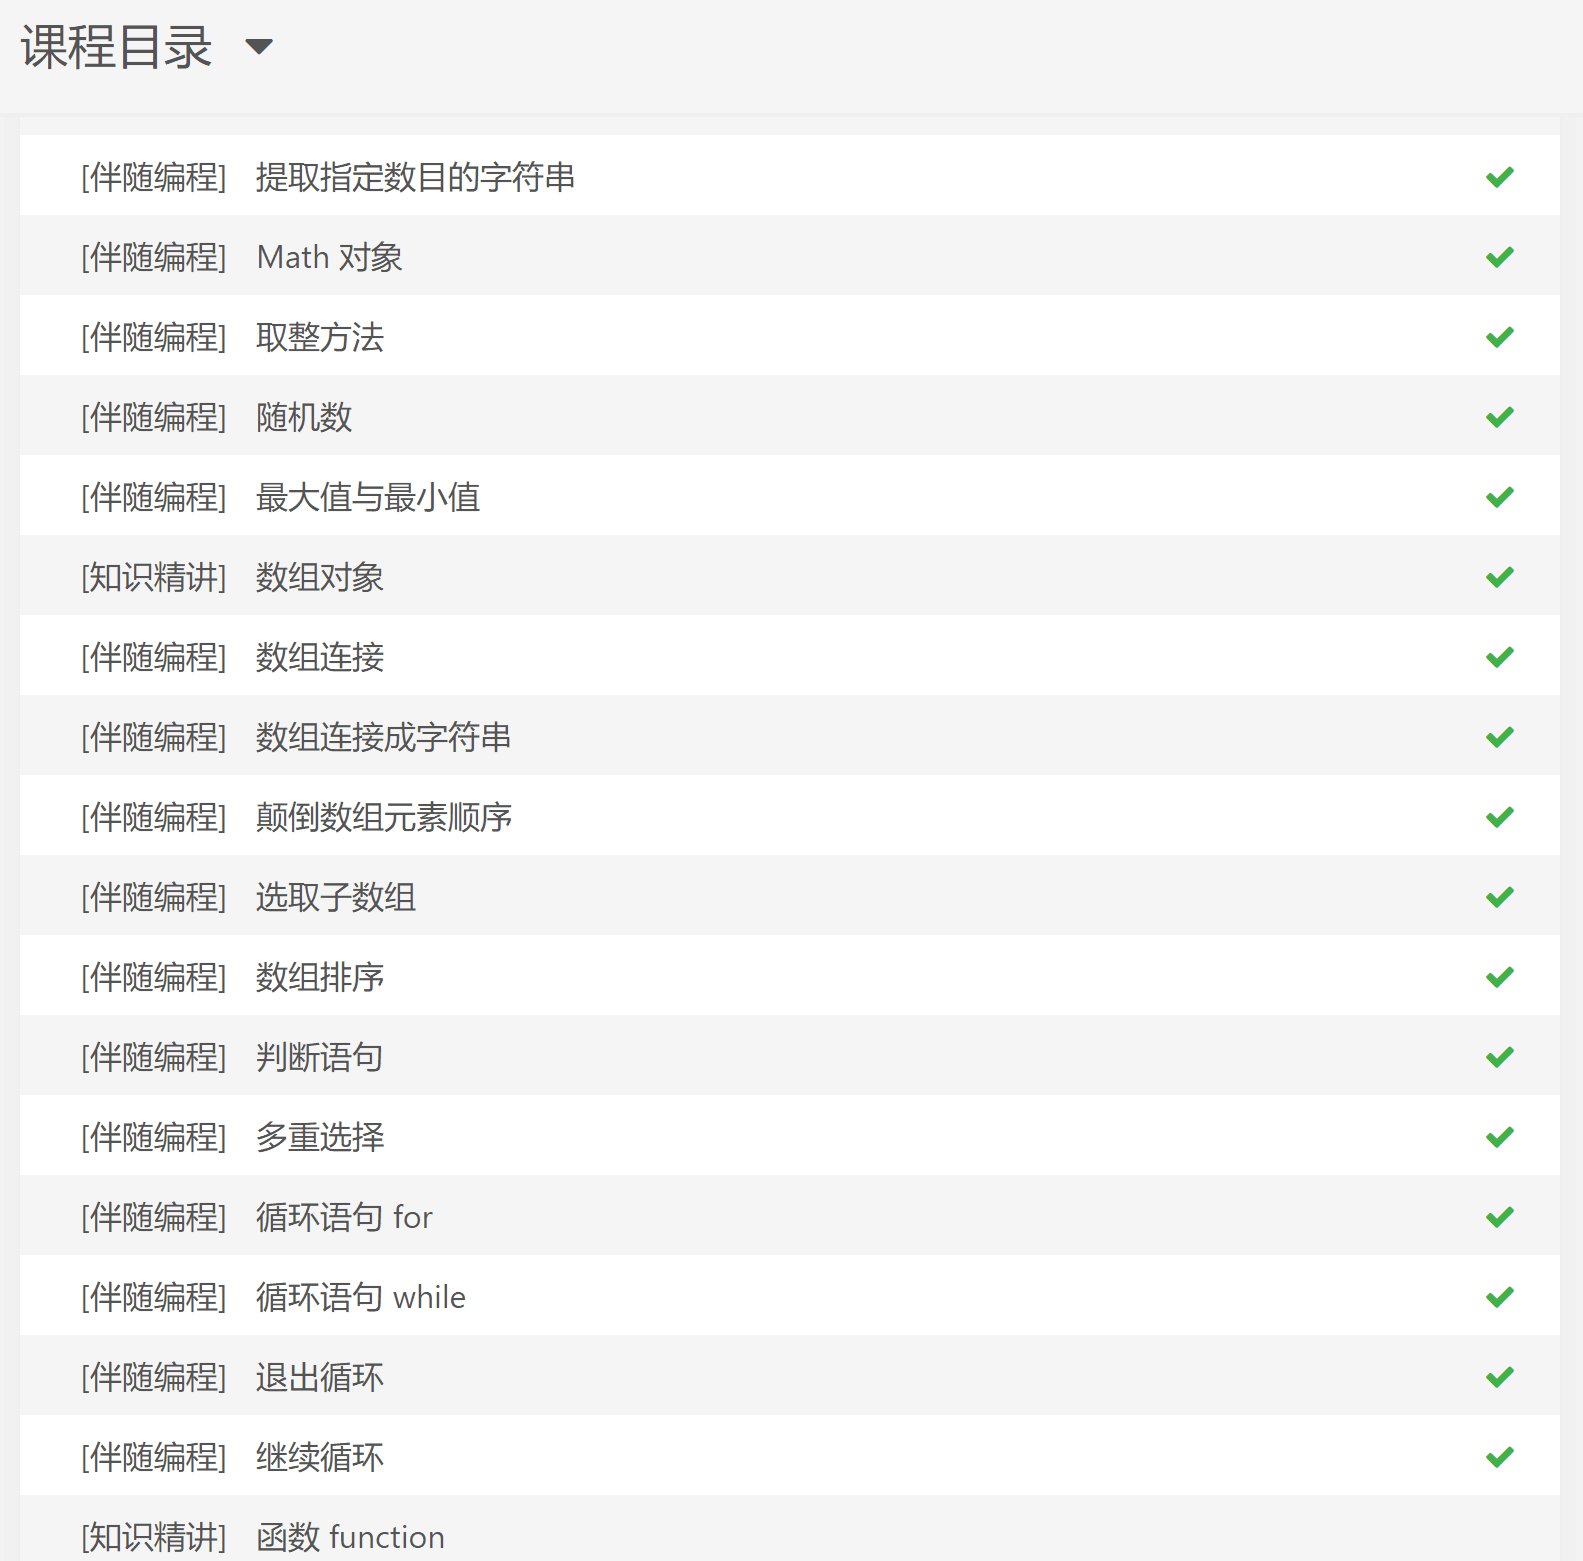 课程目录
[伴随编程] 提取指定数目的字符串
[伴随编程] Math 对象
[伴随编程] 取整方法
[伴随编程] 随机数
[伴随编程] 最大值与最小值
[知识精讲] 数组对象
[伴随编程] 数组连接
[伴随编程] 数组连接成字符串
[伴随编程] 颠倒数组元素顺序
[伴随编程] 选取子数组
[伴随编程] 数组排序
[伴随编程] 判断语句
[伴随编程] 多重选择
[伴随编程] 循环语句 for
[伴随编程] 循环语句 while
[伴随编程] 退出循环
[伴随编程] 继续循环
[知识精讲] 函数 function